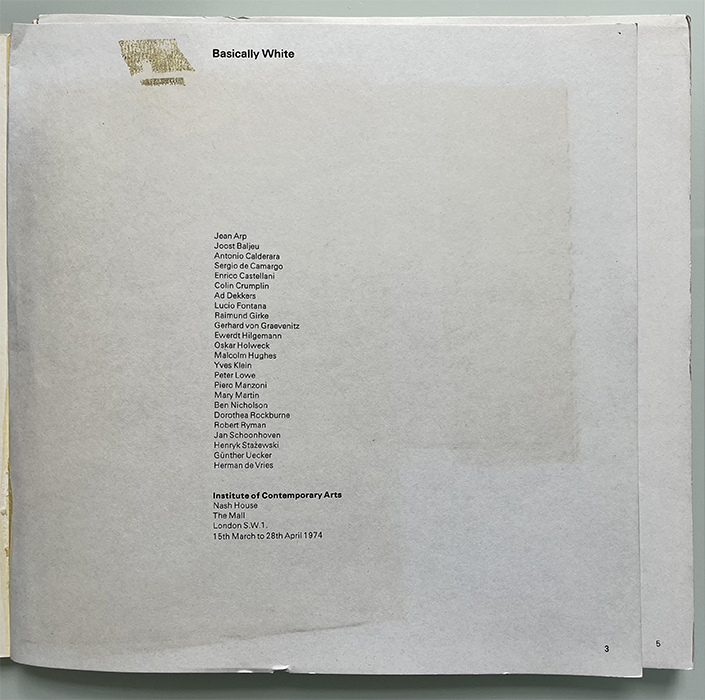 Basically White
Jean Arp
Joost Baljeu
Antonio Calderara
Sergio de Camargo
Enrico Castellani
Colin Crumplin
Ad Dekkers
Lucio Fontana
Raimund Girke
Gerhard von Graevenitz
Ewerdt Hilgemann
Oskar Holweck
Malcolm Hughes
Yves Klein
Peter Lowe
Piero Manzoni
Mary Martin
Ben Nicholson
Dorothea Rockburne
Robert Ryman
Jan Schoonhoven
Henryk Stażewski
Günther Uecker
Herman de Vries
Institute of Contemporary Arts
Nash House
The Mall
London S.W.1.
15th March to 28th April 1974
3
5